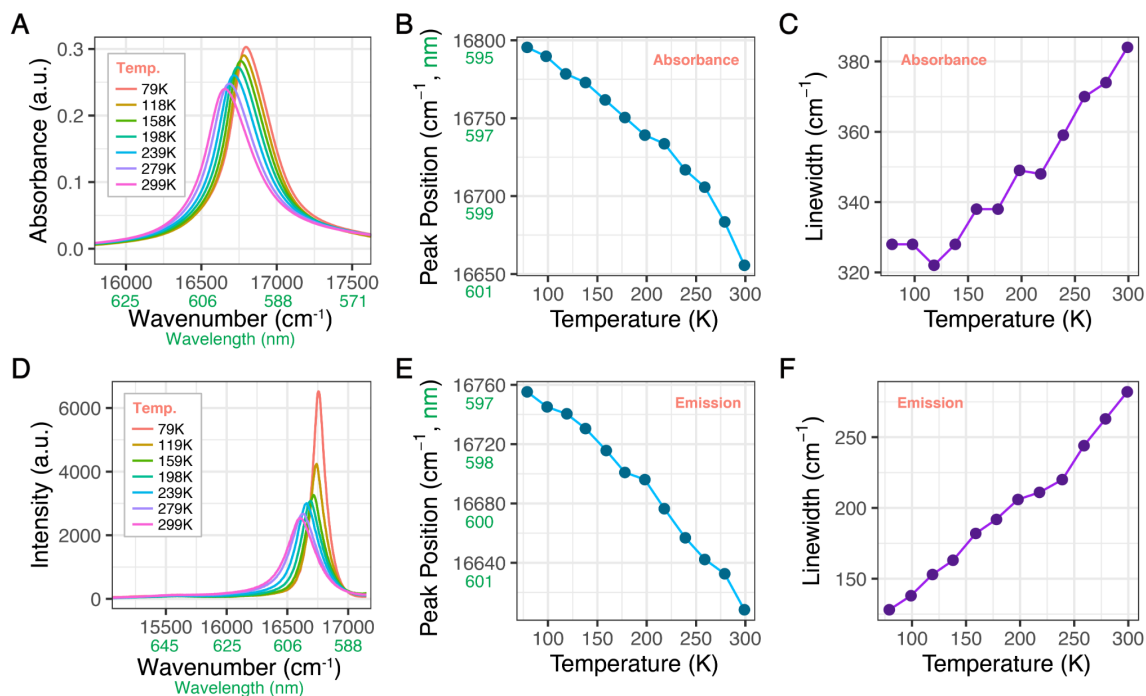 A
Absorbance (a.u.)
0.3
0.2
0.1
0.0
Temp.
79K
118K
158K
198K
239K
279K
299K
16000 16500 17000 17500
625 606 588 571
Wavenumber (cm⁻¹)
Wavelength (nm)
B
Peak Position (cm⁻¹, nm)
16800
595
16750
597
16700
599
16650
601
Absorbance
100 150 200 250 300
Temperature (K)
C
Linewidth (cm⁻¹)
380
360
340
320
Absorbance
100 150 200 250 300
Temperature (K)
D
Intensity (a.u.)
6000
4000
2000
0
Temp.
79K
119K
159K
198K
239K
279K
299K
15500 16000 16500 17000
645 625 606 588
Wavenumber (cm⁻¹)
Wavelength (nm)
E
Peak Position (cm⁻¹, nm)
16760
597
16720
598
16680
600
16640
601
Emission
100 150 200 250 300
Temperature (K)
F
Linewidth (cm⁻¹)
250
200
150
Emission
100 150 200 250 300
Temperature (K)